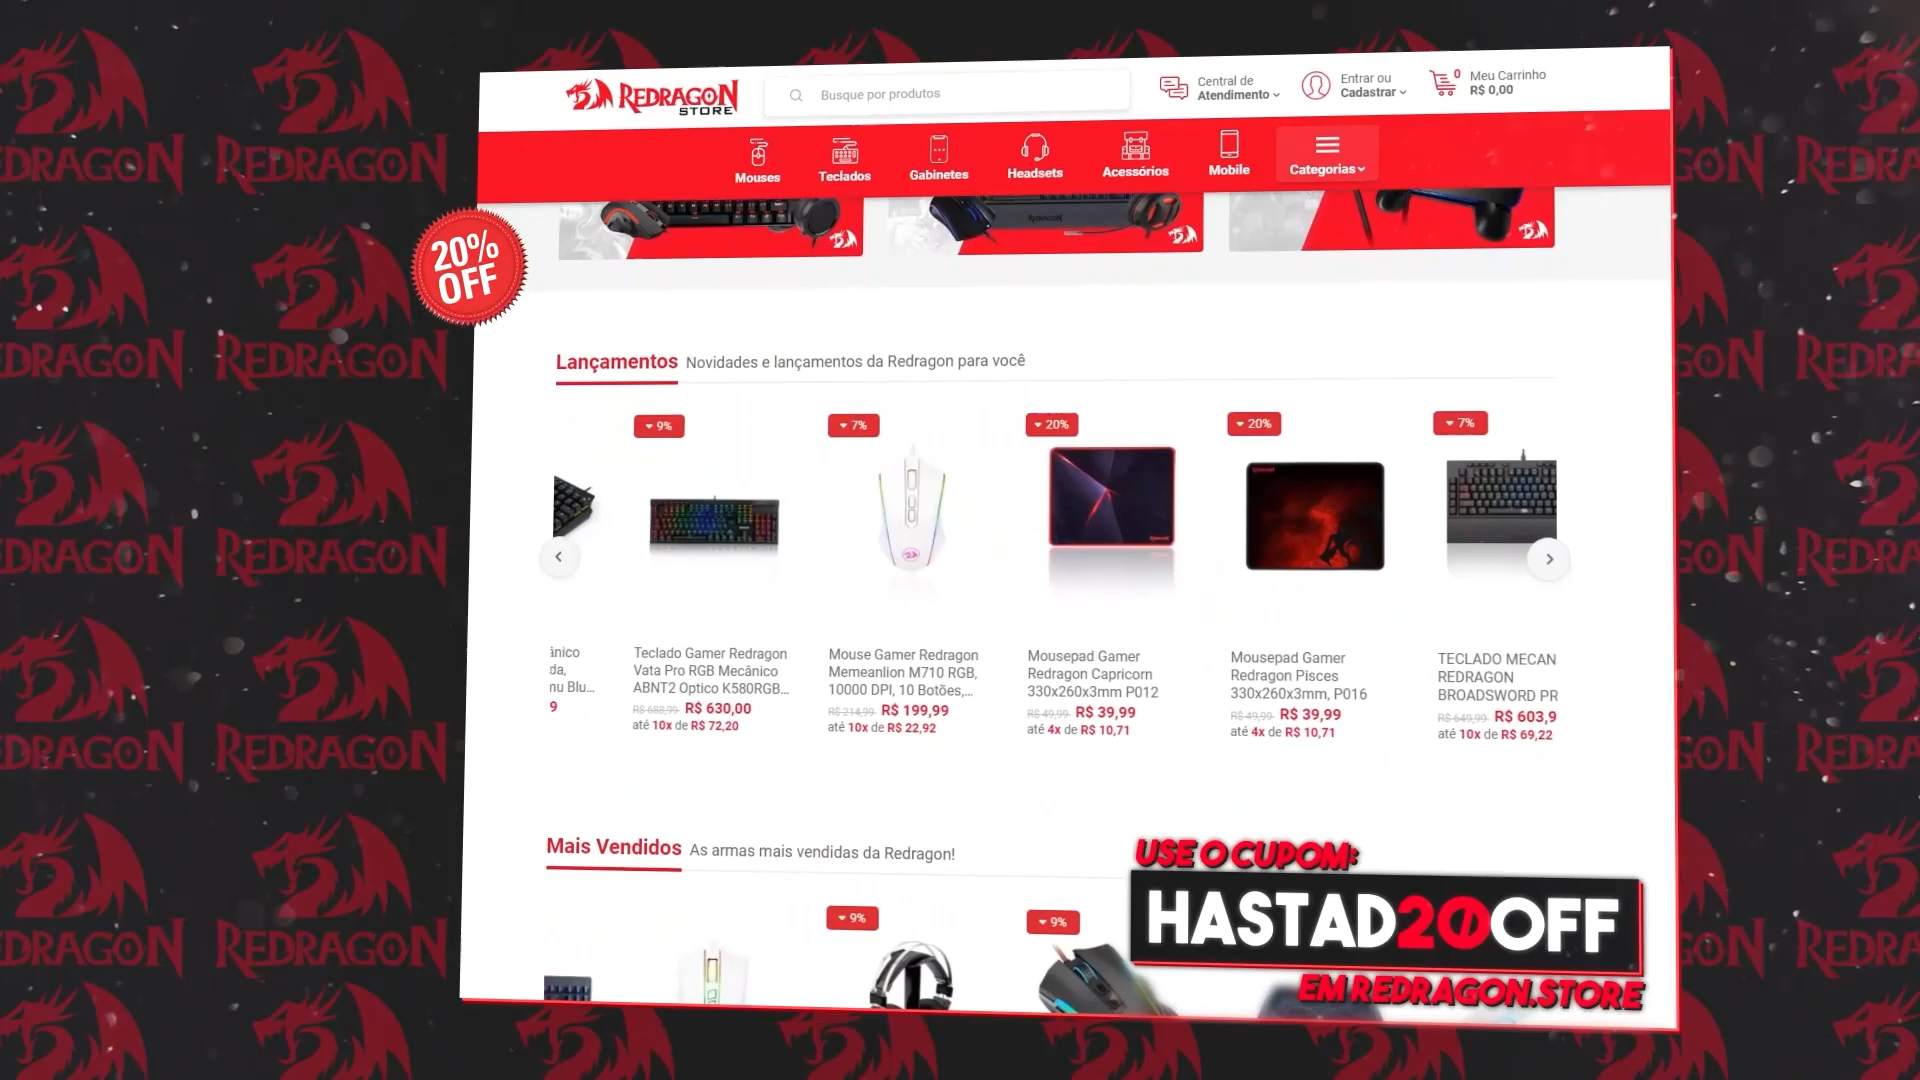 REDRAGON
STORE
Busque por produtos
Central de
Atendimento
Entrar ou
Cadastrar
0
Meu Carrinho
R$ 0,00
Mouses
Teclados
Gabinetes
Headsets
Acessórios
Mobile
Categorias
20%
OFF
Lançamentos Novidades e lançamentos da Redragon para você
9%
7%
20%
20%
7%
ânico
da,
nu Blu...
9
Teclado Gamer Redragon
Vata Pro RGB Mecânico
ABNT2 Optico K580RGB...
R$ 688,99 R$ 630,00
até 10x de R$ 72,20
Mouse Gamer Redragon
Memeanlion M710 RGB,
10000 DPI, 10 Botões,...
R$ 214,99 R$ 199,99
até 10x de R$ 22,92
Mousepad Gamer
Redragon Capricorn
330x260x3mm P012
R$ 49,99 R$ 39,99
até 4x de R$ 10,71
Mousepad Gamer
Redragon Pisces
330x260x3mm, P016
R$ 49,99 R$ 39,99
até 4x de R$ 10,71
TECLADO MECAN
REDRAGON
BROADSWORD PR
R$ 649,99 R$ 603,9
até 10x de R$ 69,22
Mais Vendidos As armas mais vendidas da Redragon!
9%
9%
USE O CUPOM:
HASTAD20OFF
EM REDRAGON.STORE
REDRAGON
REDRAGON
REDRAGON
REDRAGON
REDRAGON